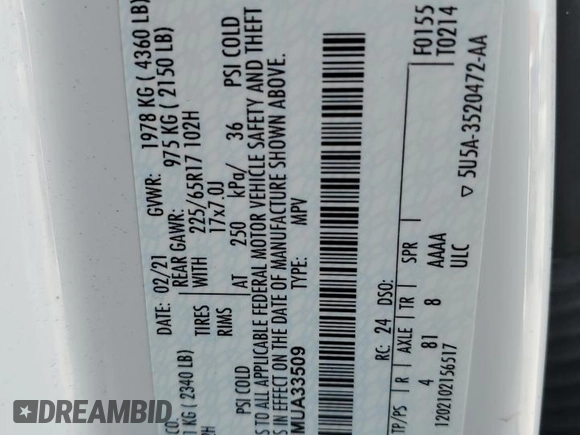 CO. DATE: 02/21 GVWR: 1978 KG ( 4360 LB)
1 KG ( 2340 LB) REAR GAWR: 975 KG ( 2150 LB)
02H TIRES WITH 225/65R17 102H
RIMS 17x7.0J
PSI COLD AT 250 kPa/ 36 PSI COLD
S TO ALL APPLICABLE FEDERAL MOTOR VEHICLE SAFETY AND THEFT
S IN EFFECT ON THE DATE OF MANUFACTURE SHOWN ABOVE.
MUA33509 TYPE: MPV
F0155
T0214
RC: 24 DSO:
TP/PS R AXLE TR SPR
4 81 8 AAAA
1202102156517 ULC
5U5A-3520472-AA
DREAMBID